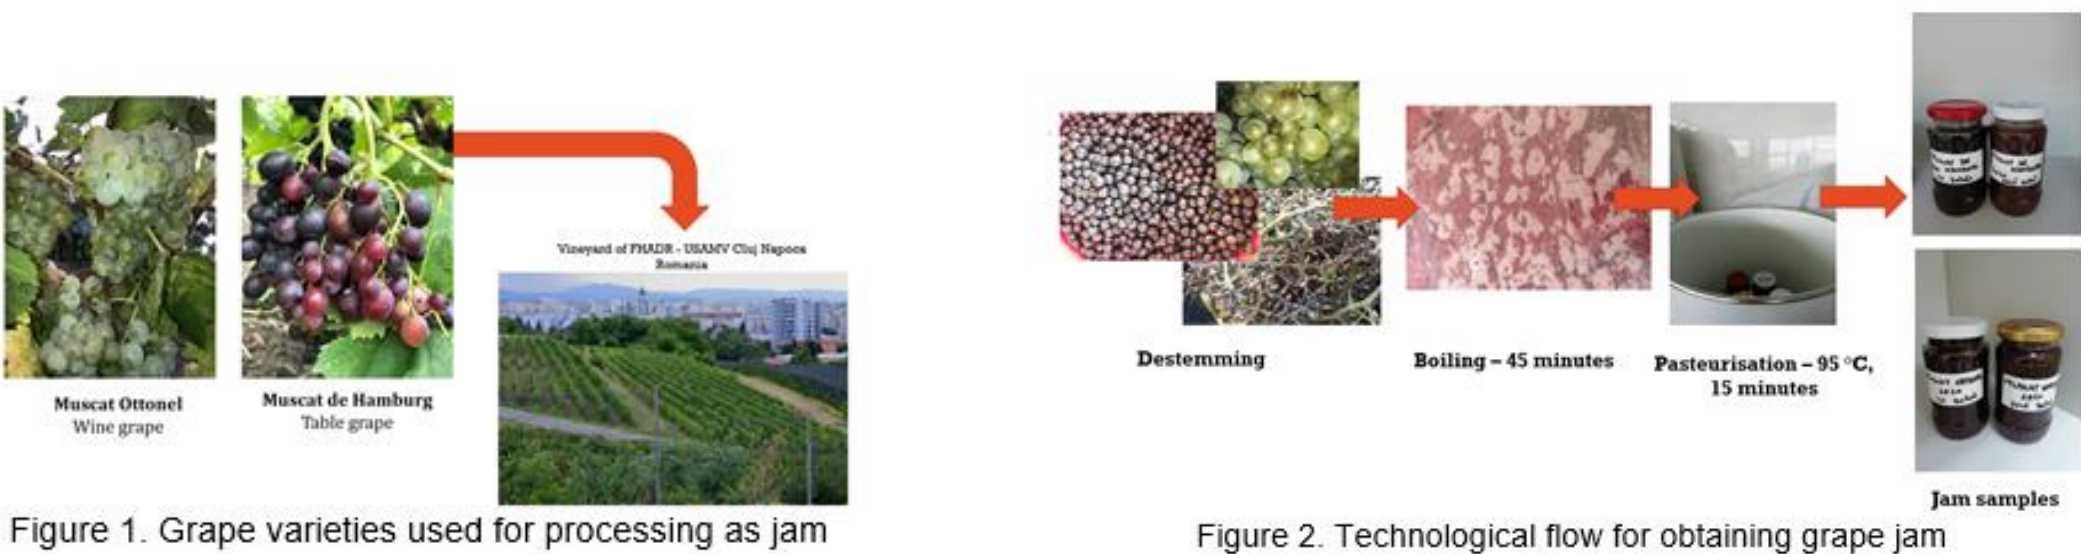 Muscat Ottonel
Wine grape
Muscat de Hamburg
Table grape
Vineyard of FHADR - USAMV Cluj Napoca
Romania
Figure 1. Grape varieties used for processing as jam
Destemming
Boiling – 45 minutes
Pasteurisation – 95 °C,
15 minutes
Jam samples
Figure 2. Technological flow for obtaining grape jam